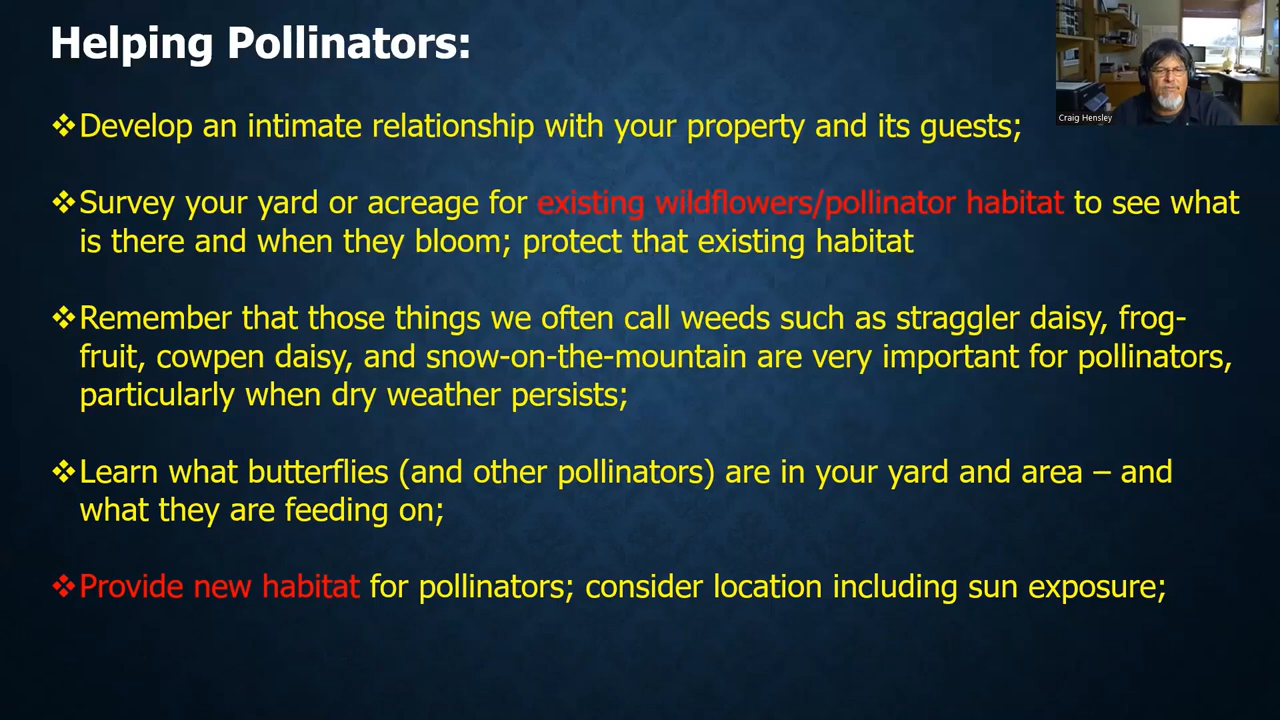 Helping Pollinators:
Craig Hensley
❖Develop an intimate relationship with your property and its guests;
❖Survey your yard or acreage for existing wildflowers/pollinator habitat to see what
is there and when they bloom; protect that existing habitat
❖Remember that those things we often call weeds such as straggler daisy, frog-
fruit, cowpen daisy, and snow-on-the-mountain are very important for pollinators,
particularly when dry weather persists;
❖Learn what butterflies (and other pollinators) are in your yard and area – and
what they are feeding on;
❖Provide new habitat for pollinators; consider location including sun exposure;